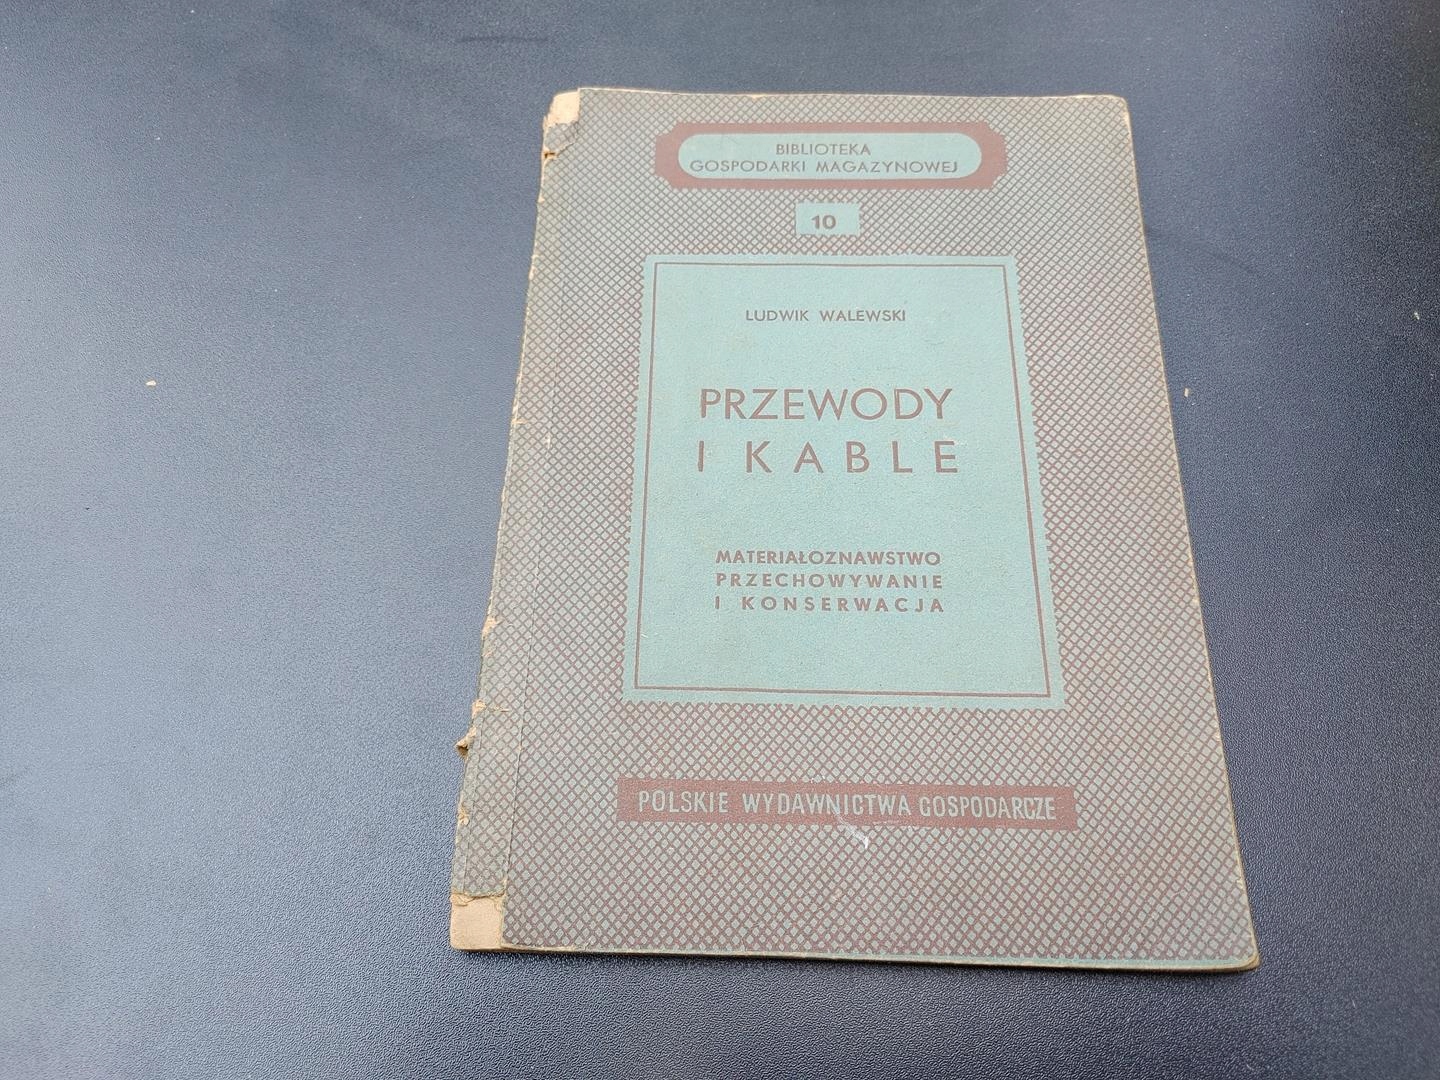 BIBLIOTEKA
GOSPODARKI MAGAZYNOWEJ
10
LUDWIK WALEWSKI
PRZEWODY
I KABLE
MATERIAŁOZNAWSTWO
PRZECHOWYWANIE
I KONSERWACJA
POLSKIE WYDAWNICTWA GOSPODARCZE